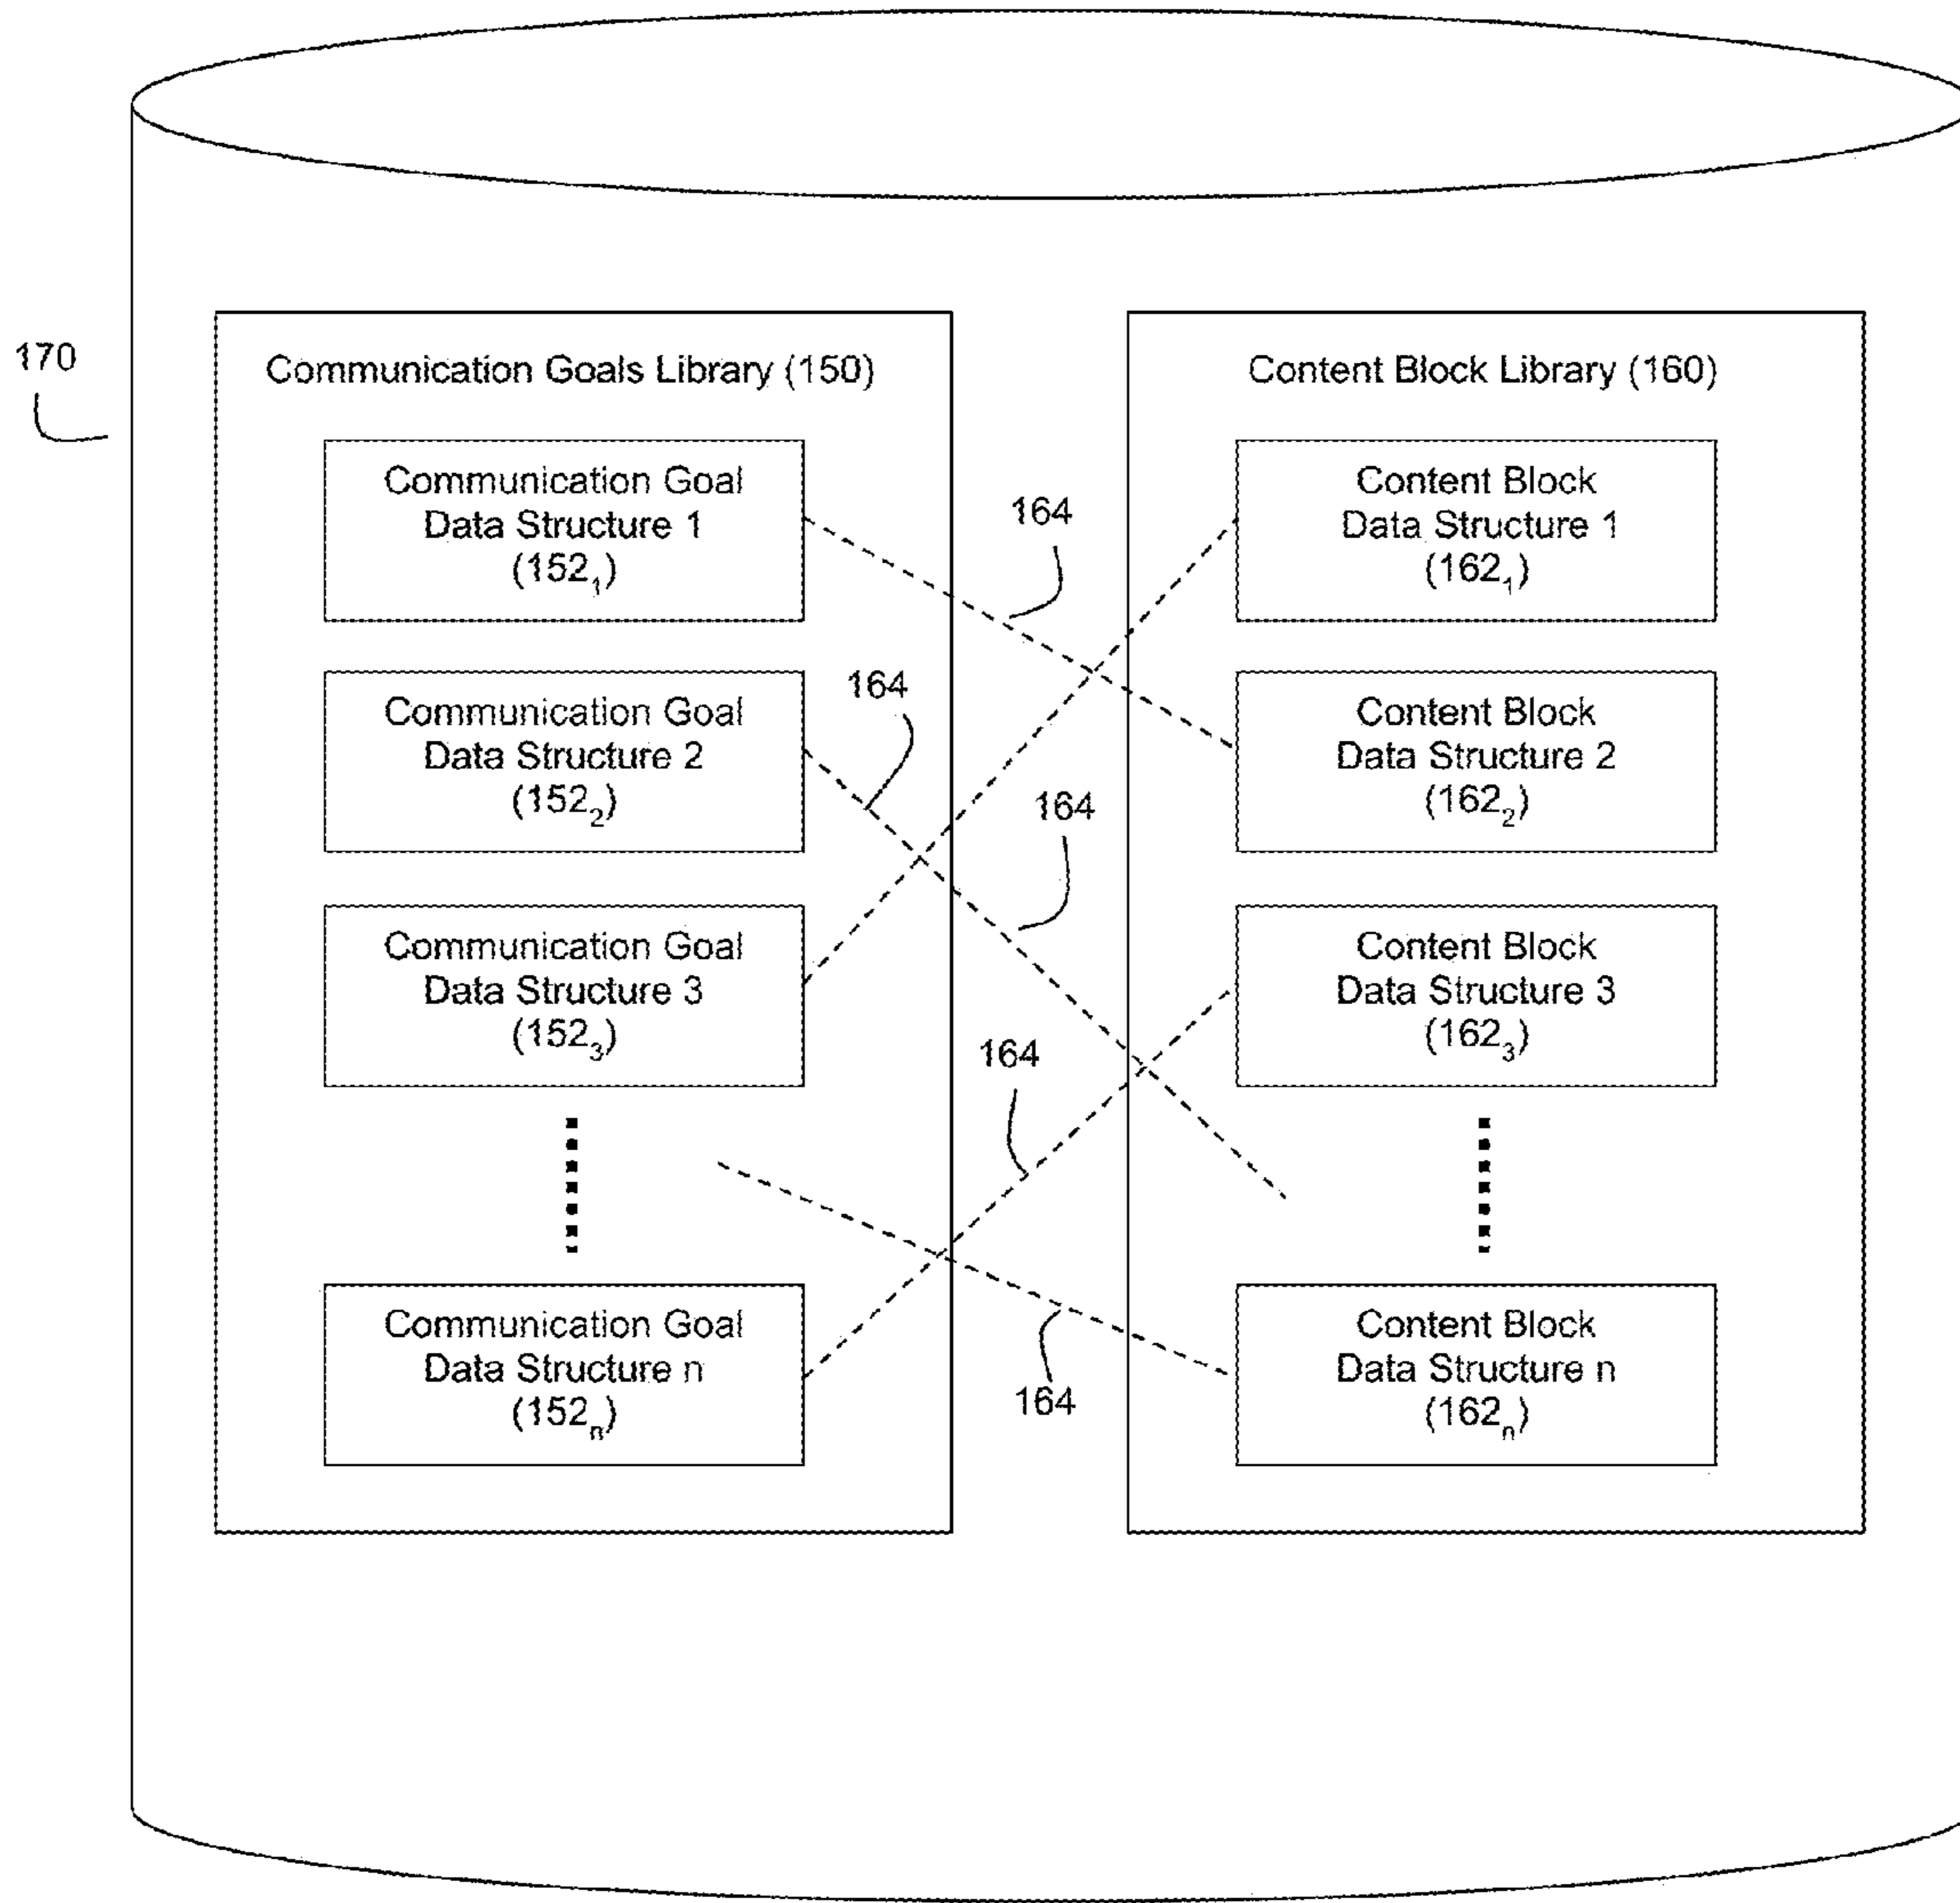 170
Communication Goals Library (150)
Communication Goal
Data Structure 1
(152₁)
Communication Goal
Data Structure 2
(152₂)
Communication Goal
Data Structure 3
(152₃)
Communication Goal
Data Structure n
(152ₙ)
164
164
164
164
164
Content Block Library (160)
Content Block
Data Structure 1
(162₁)
Content Block
Data Structure 2
(162₂)
Content Block
Data Structure 3
(162₃)
Content Block
Data Structure n
(162ₙ)